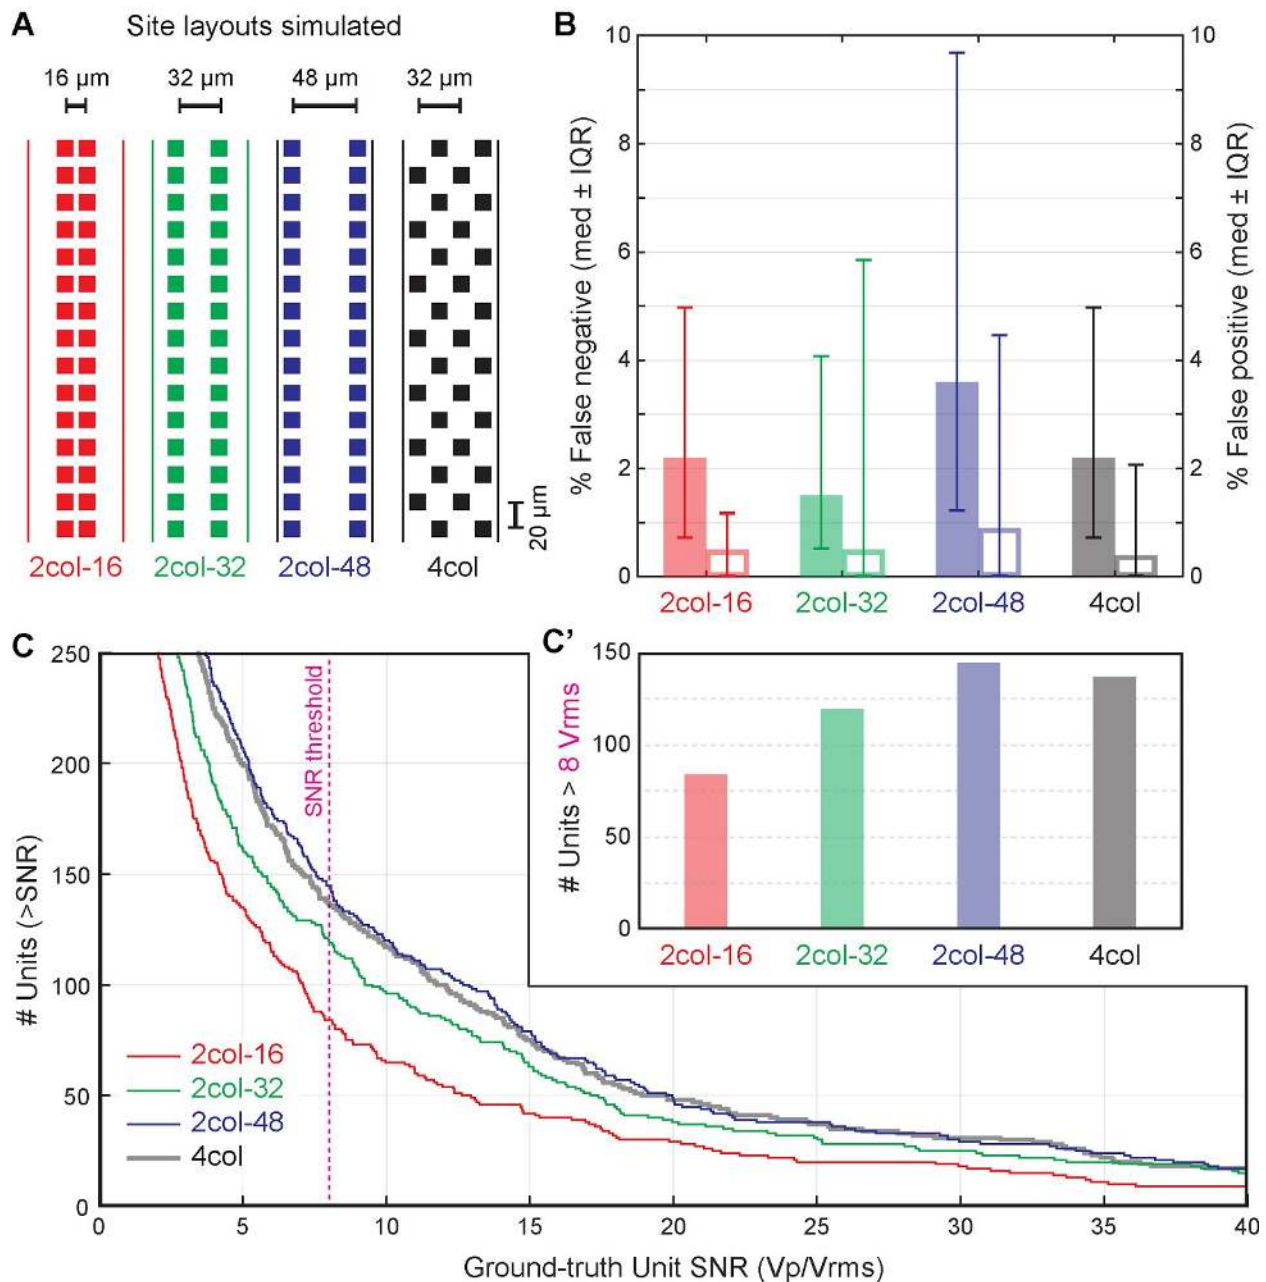 A
Site layouts simulated
16 µm
32 µm
48 µm
32 µm
20 µm
2col-16
2col-32
2col-48
4col
B
% False negative (med ± IQR)
10
8
6
4
2
0
10
8
6
4
2
0
% False positive (med ± IQR)
2col-16
2col-32
2col-48
4col
C
# Units (>SNR)
250
200
150
100
50
0
SNR threshold
2col-16
2col-32
2col-48
4col
0
5
10
15
20
25
30
35
40
Ground-truth Unit SNR (Vp/Vrms)
C'
# Units > 8 Vrms
150
100
50
0
2col-16
2col-32
2col-48
4col